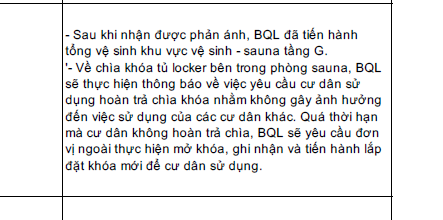 - Sau khi nhận được phản ánh, BQL đã tiến hành
tổng vệ sinh khu vực vệ sinh - sauna tầng G.
'- Về chìa khóa tủ locker bên trong phòng sauna, BQL
sẽ thực hiện thông báo về việc yêu cầu cư dân sử
dụng hoàn trả chìa khóa nhằm không gây ảnh hưởng
đến việc sử dụng của các cư dân khác. Quá thời hạn
mà cư dân không hoàn trả chìa, BQL sẽ yêu cầu đơn
vị ngoài thực hiện mở khóa, ghi nhận và tiến hành lắp
đặt khóa mới để cư dân sử dụng.